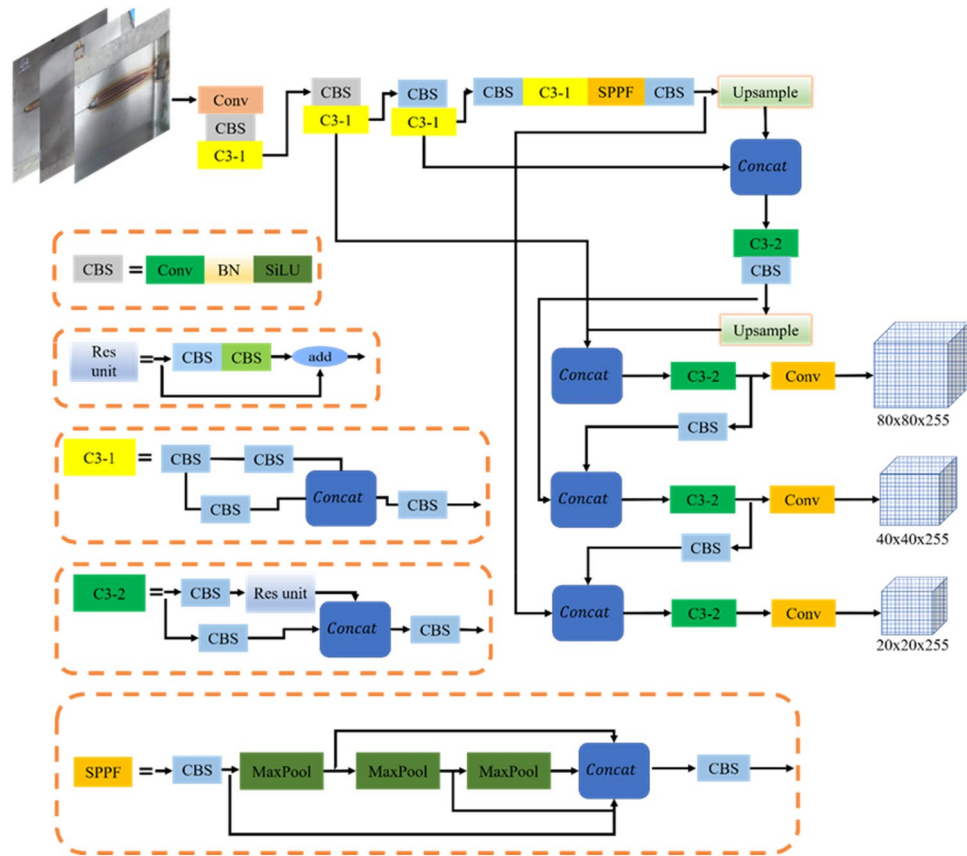 Conv
CBS
C3-1
CBS
C3-1
CBS
C3-1
CBS C3-1 SPPF CBS
Upsample
Concat
C3-2
CBS
Upsample
CBS = Conv BN SiLU
Res
unit
= CBS CBS add
C3-1 = CBS CBS
CBS
Concat
CBS
C3-2 = CBS Res unit
CBS
Concat
CBS
Concat C3-2 Conv
80x80x255
CBS
Concat C3-2 Conv
40x40x255
CBS
Concat C3-2 Conv
20x20x255
SPPF = CBS MaxPool MaxPool MaxPool Concat CBS